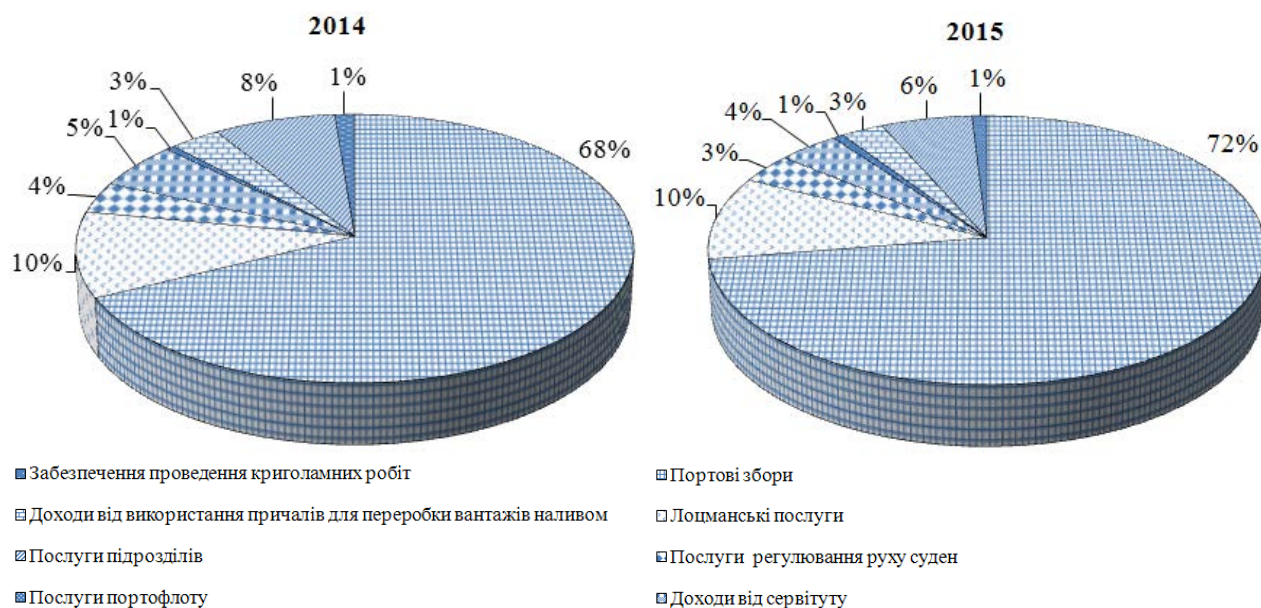 2014
1%
8%
3%
1%
5%
4%
10%
68%
2015
1%
6%
3%
1%
4%
3%
10%
72%
Забезпечення проведення криголамних робіт
Доходи від використання причалів для переробки вантажів наливом
Послуги підрозділів
Послуги портофлоту
Портові збори
Лоцманські послуги
Послуги регулювання руху суден
Доходи від сервітуту